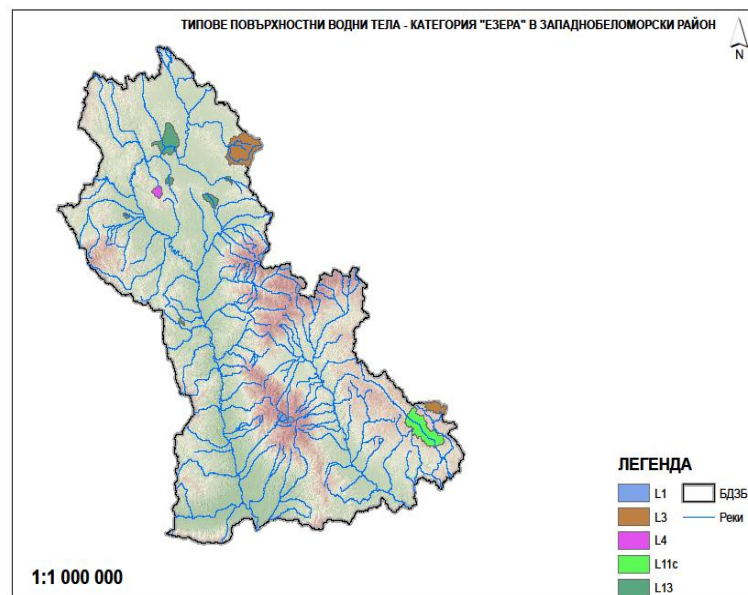 ТИПОВЕ ПОВЪРХНОСТНИ ВОДНИ ТЕЛА - КАТЕГОРИЯ "ЕЗЕРА" В ЗАПАДНОБЕЛОМОРСКИ РАЙОН
N
ЛЕГЕНДА
L1 БДЗБ
L3 Реки
L4
L11c
L13
1:1 000 000